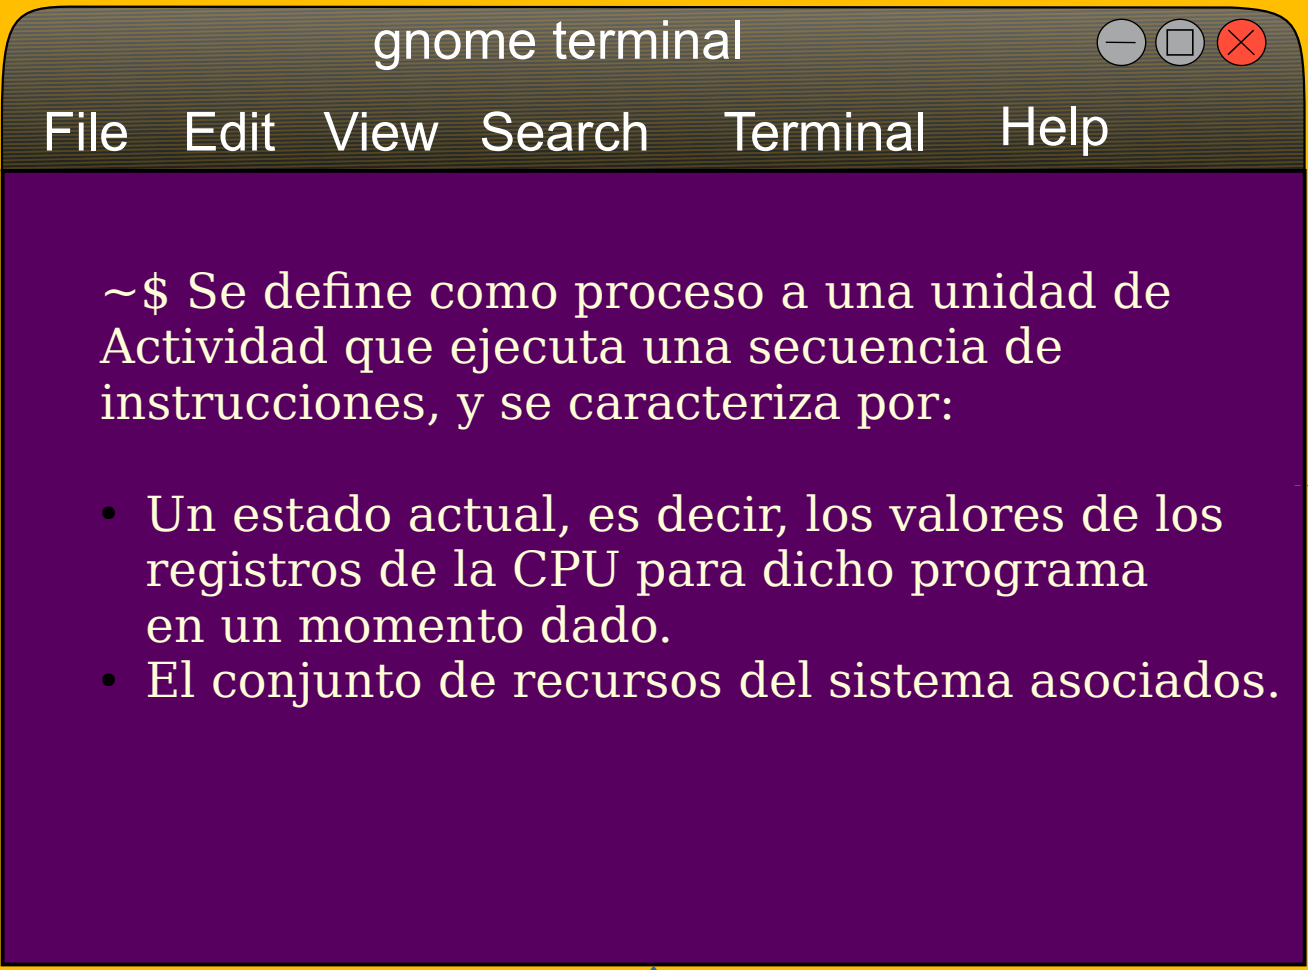 gnome terminal
File Edit View Search Terminal Help
~$ Se define como proceso a una unidad de
Actividad que ejecuta una secuencia de
instrucciones, y se caracteriza por:
• Un estado actual, es decir, los valores de los
registros de la CPU para dicho programa
en un momento dado.
• El conjunto de recursos del sistema asociados.